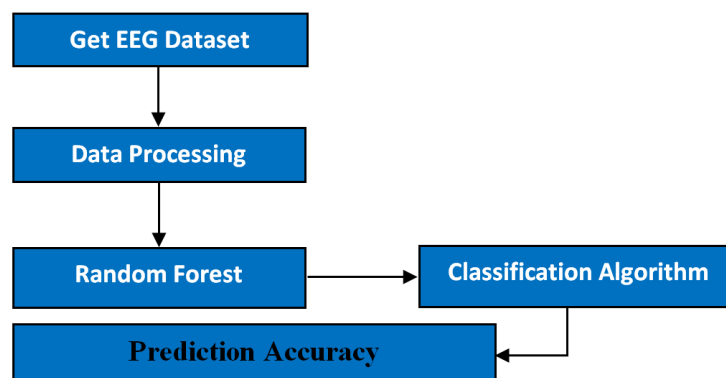 Get EEG Dataset
Data Processing
Random Forest
Classification Algorithm
Prediction Accuracy